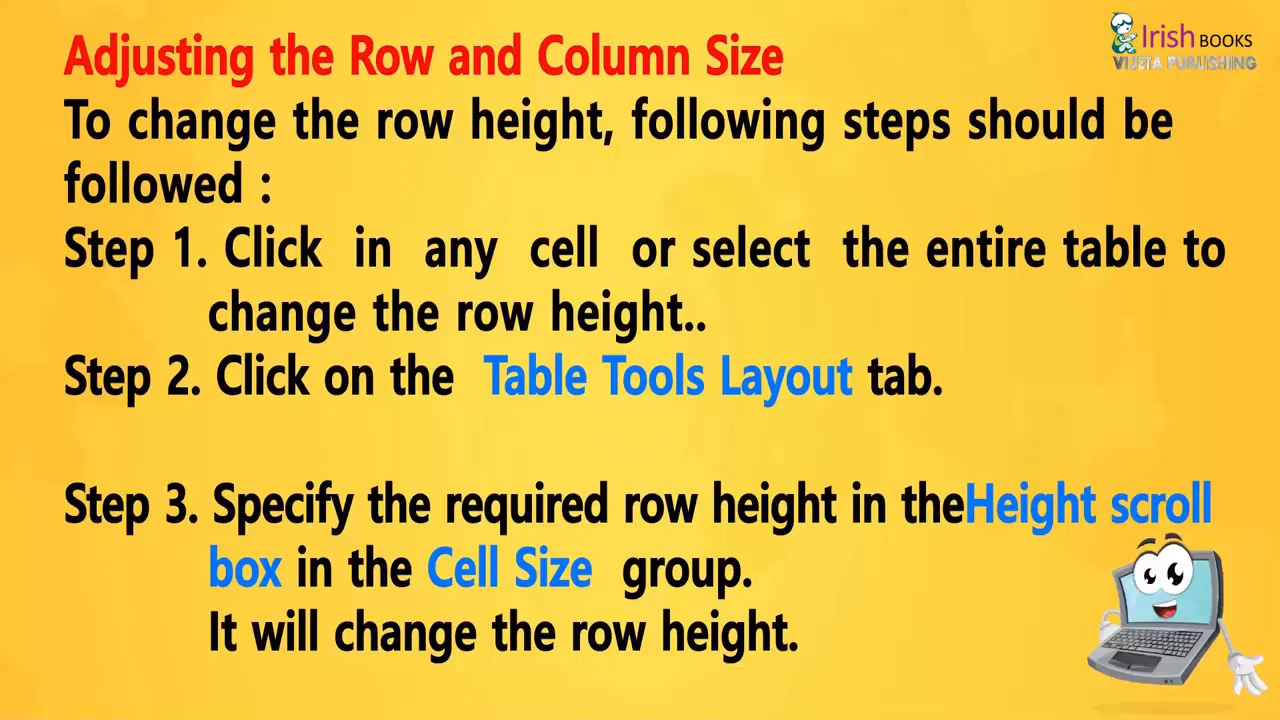 Irish BOOKS
VIJETA PUBLISHING
Adjusting the Row and Column Size
To change the row height, following steps should be
followed :
Step 1. Click in any cell or select the entire table to
change the row height..
Step 2. Click on the Table Tools Layout tab.
Step 3. Specify the required row height in theHeight scroll
box in the Cell Size group.
It will change the row height.